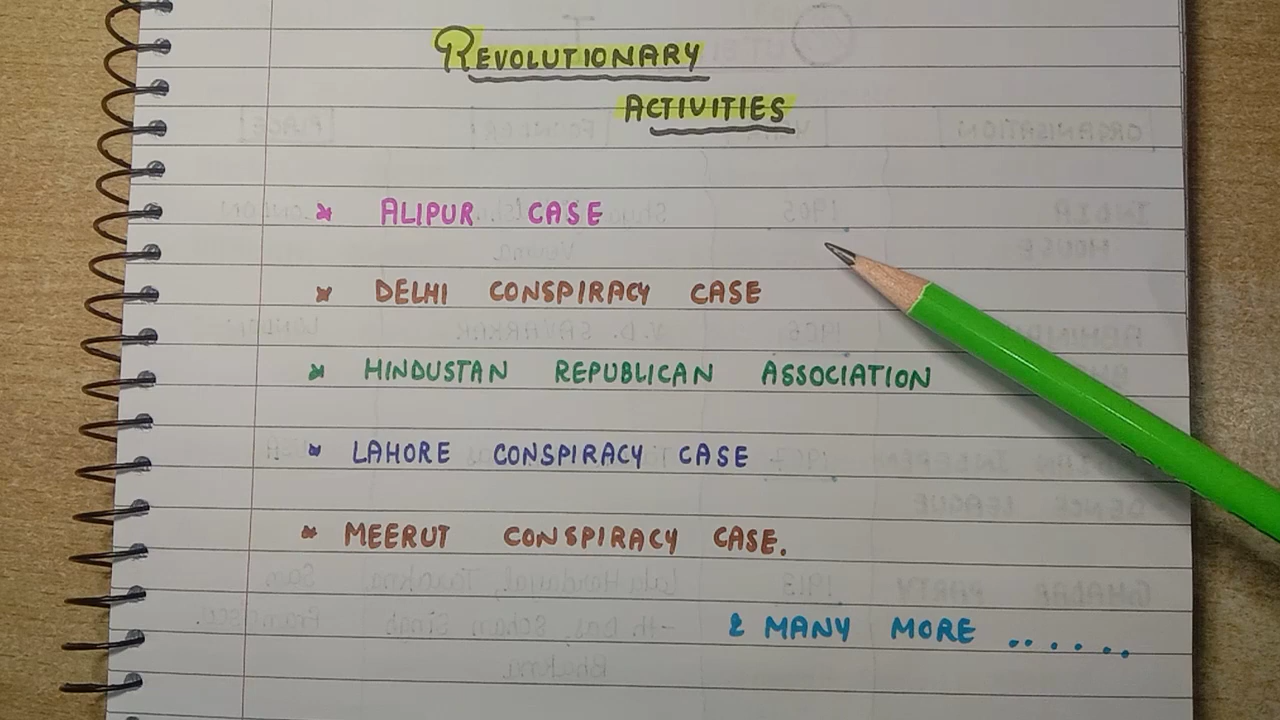 REVOLUTIONARY
ACTIVITIES
* ALIPUR CASE
* DELHI CONSPIRACY CASE
* HINDUSTAN REPUBLICAN ASSOCIATION
* LAHORE CONSPIRACY CASE
* MEERUT CONSPIRACY CASE.
& MANY MORE ......